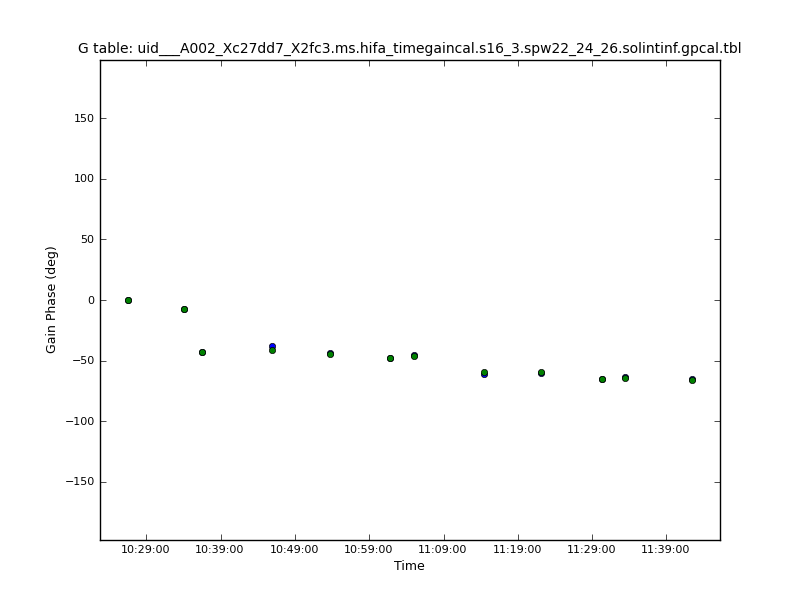 G table: uid___A002_Xc27dd7_X2fc3.ms.hifa_timegaincal.s16_3.spw22_24_26.solintinf.gpcal.tbl
150
100
50
0
−50
−100
−150
Gain Phase (deg)
10:29:00 10:39:00 10:49:00 10:59:00 11:09:00 11:19:00 11:29:00 11:39:00
Time